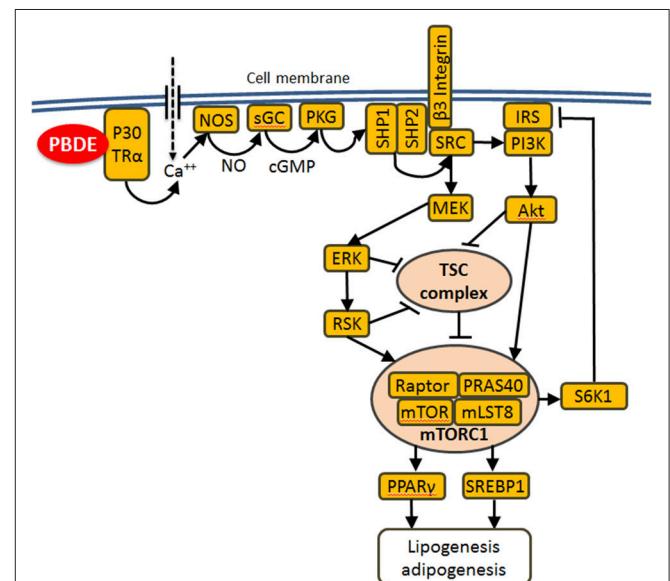 Cell membrane
β3 Integrin
PBDE
P30
TRα
Ca++
NOS
NO
sGC
cGMP
PKG
SHP1
SHP2
SRC
IRS
PI3K
MEK
Akt
ERK
TSC
complex
RSK
Raptor
PRAS40
mTOR
mLST8
mTORC1
S6K1
PPARγ
SREBP1
Lipogenesis
adipogenesis